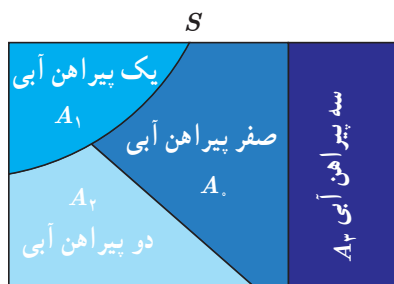 S
یک پیراهن آبی
A۱
صفر پیراهن آبی
A۰
سه پیراهن آبی A۳
A۲
دو پیراهن آبی